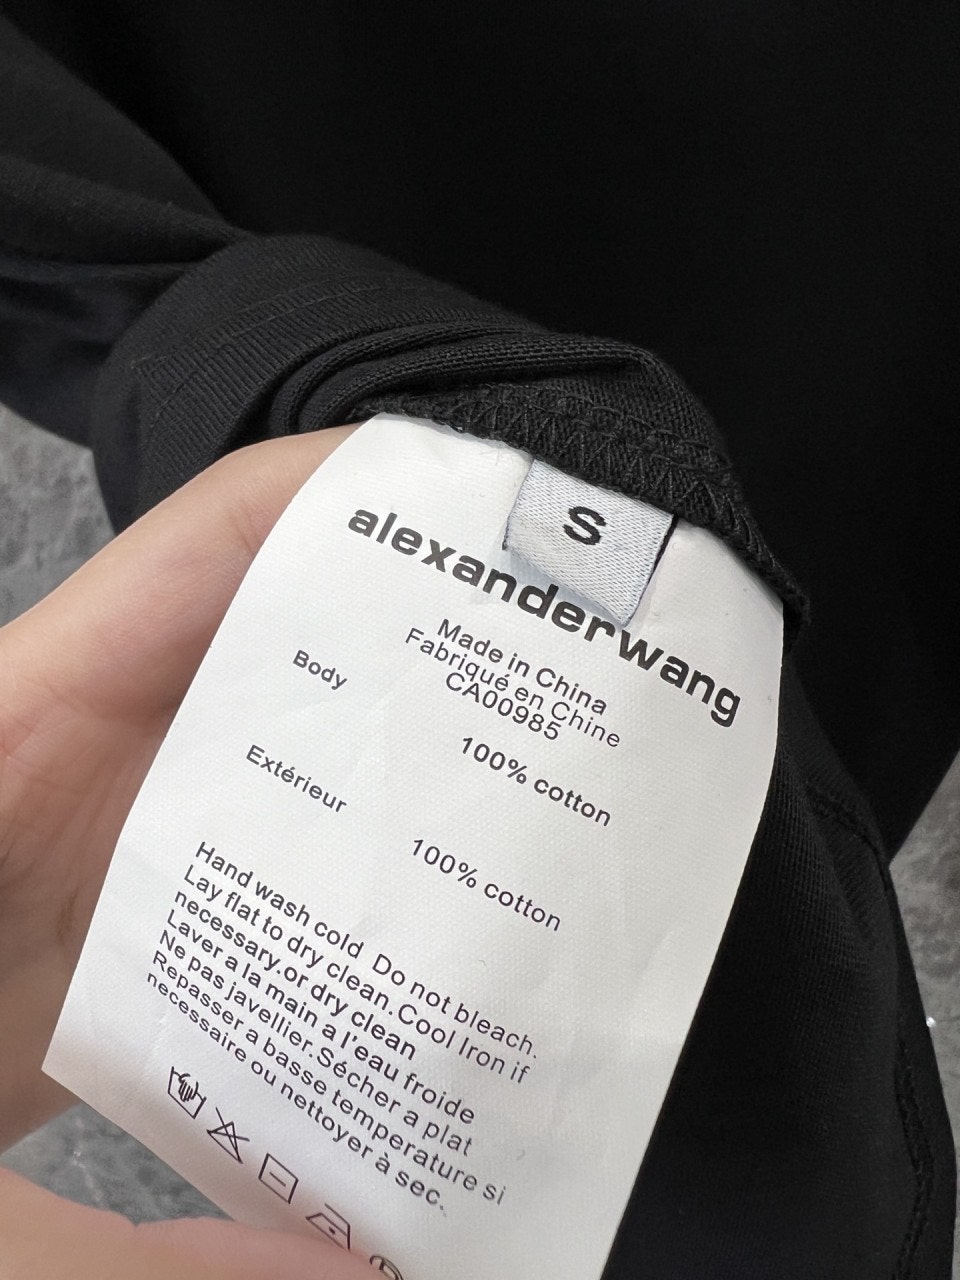 S
alexanderwang
Made in China
Fabriqué en Chine
CA00985
Body 100% cotton
Extérieur 100% cotton
Hand wash cold Do not bleach.
Lay flat to dry clean. Cool Iron if
necessary.or dry clean
Laver a la main a l'eau froide
Ne pas javellier.Sécher a plat
Repasser a basse temperature si
necessaire ou nettoyer à sec.